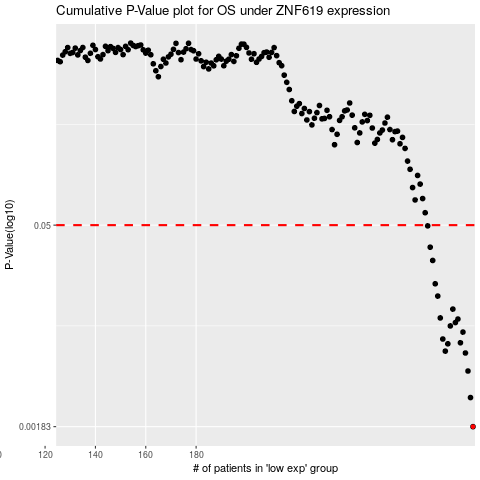 Cumulative P-Value plot for OS under ZNF619 expression
P-Value(log10)
0.05
0.00183
0 120 140 160 180
# of patients in 'low exp' group